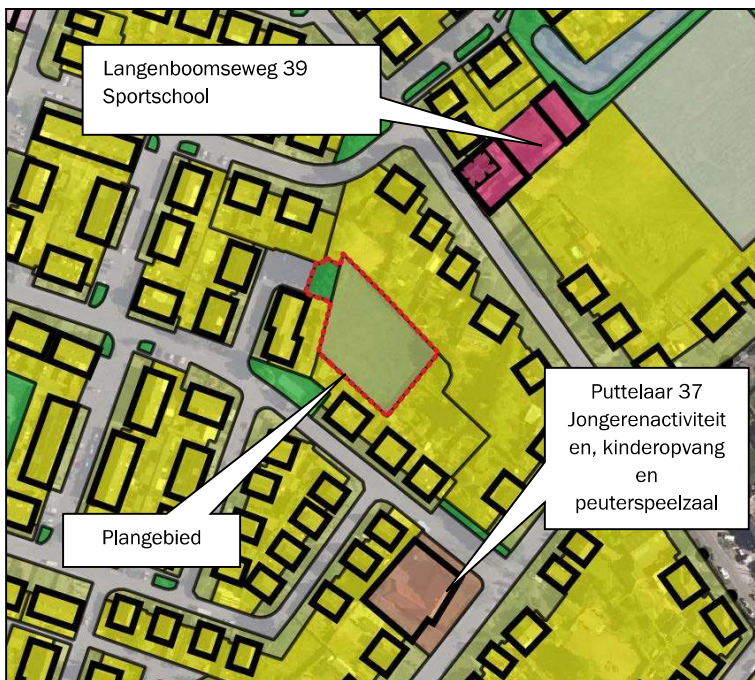 Langenboomseweg 39
Sportschool
Puttelaar 37
Jongerenactiviteit
en, kinderopvang
en
peuterspeelzaal
Plangebied